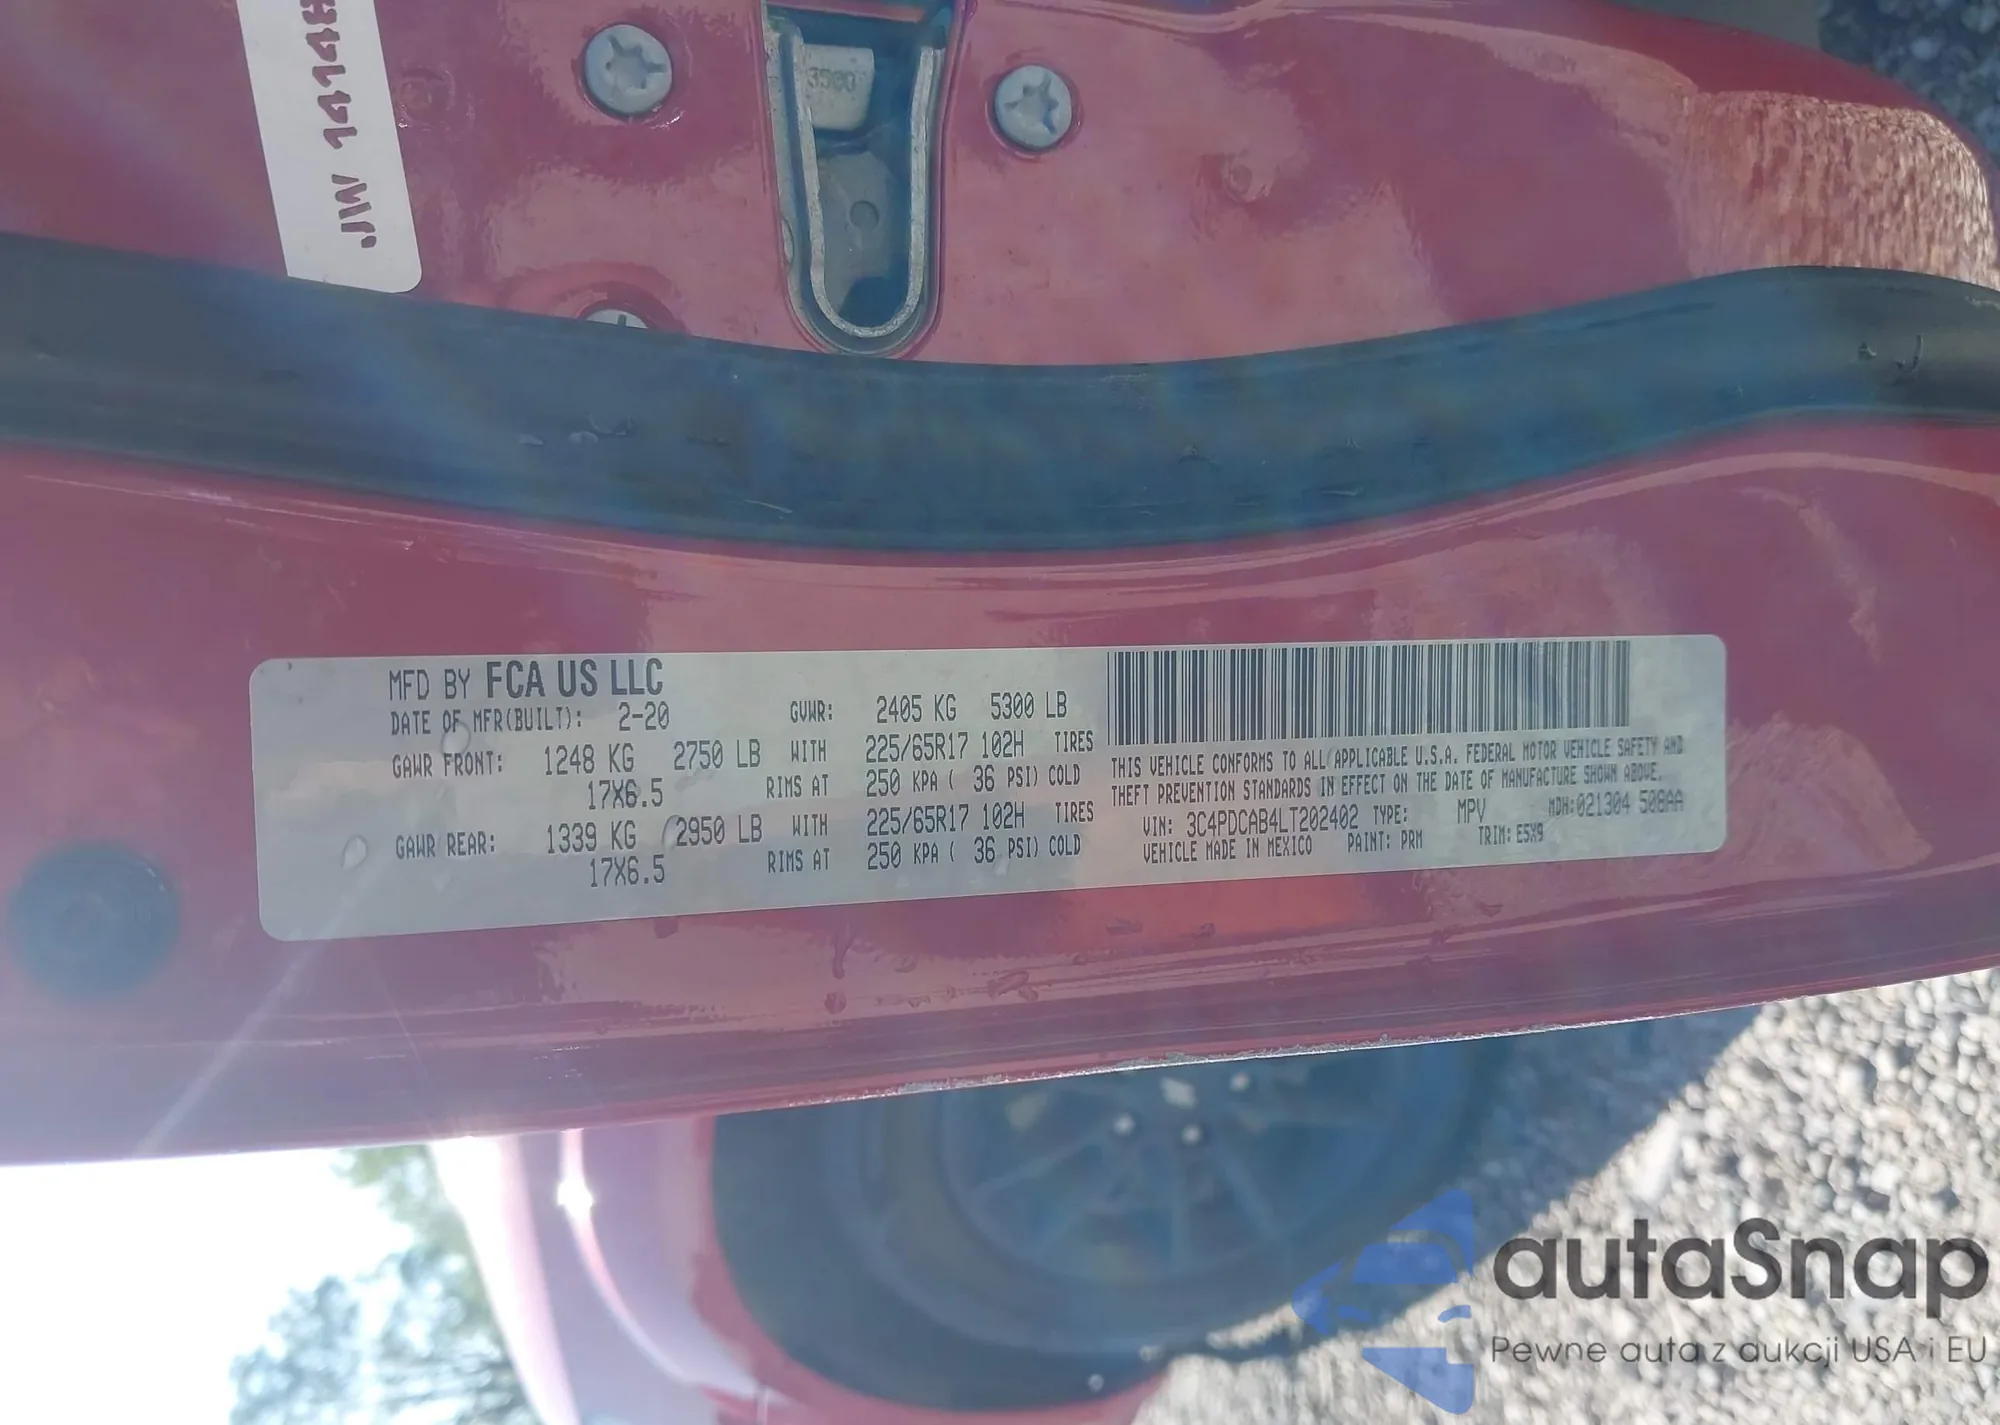 JW 1414H
3500
MFD BY FCA US LLC
DATE OF MFR(BUILT): 2-20 GVWR: 2405 KG 5300 LB
GAWR FRONT: 1248 KG 2750 LB WITH 225/65R17 102H TIRES
17X6.5 RIMS AT 250 KPA ( 36 PSI) COLD
GAWR REAR: 1339 KG 2950 LB WITH 225/65R17 102H TIRES
17X6.5 RIMS AT 250 KPA ( 36 PSI) COLD
THIS VEHICLE CONFORMS TO ALL APPLICABLE U.S.A. FEDERAL MOTOR VEHICLE SAFETY AND
THEFT PREVENTION STANDARDS IN EFFECT ON THE DATE OF MANUFACTURE SHOWN ABOVE.
VIN: 3C4PDCAB4LT202402 TYPE: MPV MDH:021304 508AA
VEHICLE MADE IN MEXICO PAINT: PRM TRIM: E5X9
autaSnap
Pewne auta z aukcji USA i EU